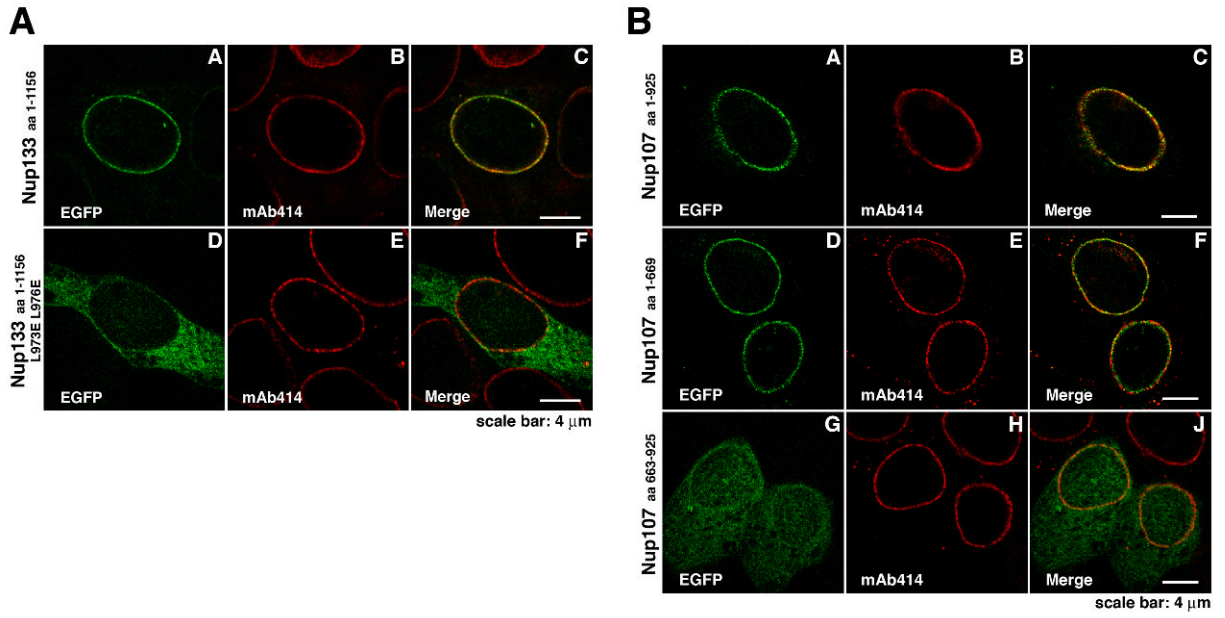 A
Nup133 aa 1-1156
A
B
C
EGFP
mAb414
Merge
Nup133 aa 1-1156
L973E L976E
D
E
F
EGFP
mAb414
Merge
scale bar: 4 μm
B
Nup107 aa 1-925
A
B
C
EGFP
mAb414
Merge
Nup107 aa 1-669
D
E
F
EGFP
mAb414
Merge
Nup107 aa 663-925
G
H
J
EGFP
mAb414
Merge
scale bar: 4 μm